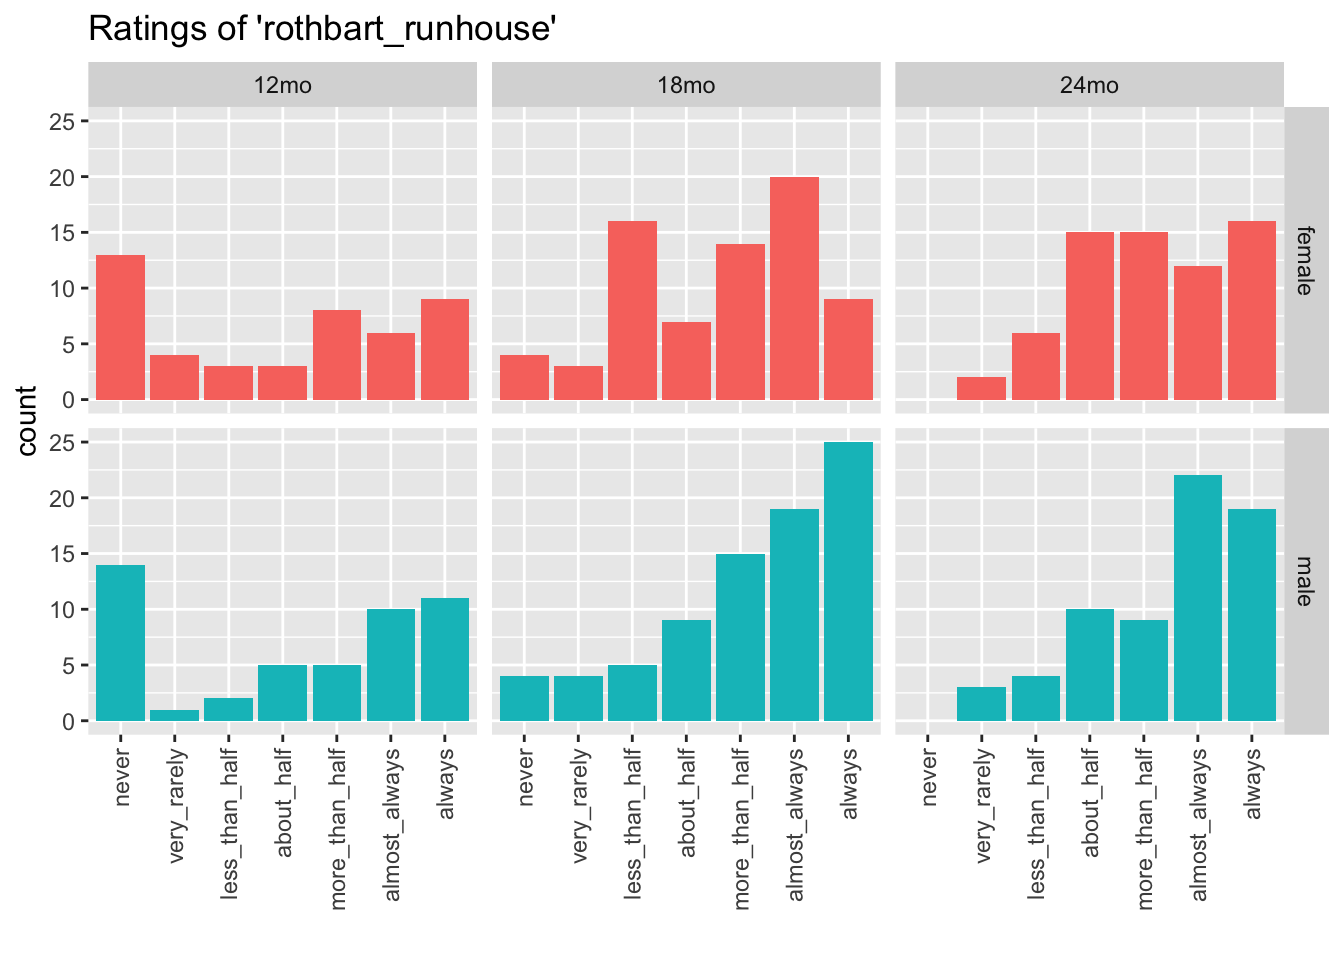 Ratings of 'rothbart_runhouse'
12mo
18mo
24mo
25
20
15
10
5
0
female
count
25
20
15
10
5
0
male
never
very_rarely
less_than_half
about_half
more_than_half
almost_always
always
never
very_rarely
less_than_half
about_half
more_than_half
almost_always
always
never
very_rarely
less_than_half
about_half
more_than_half
almost_always
always